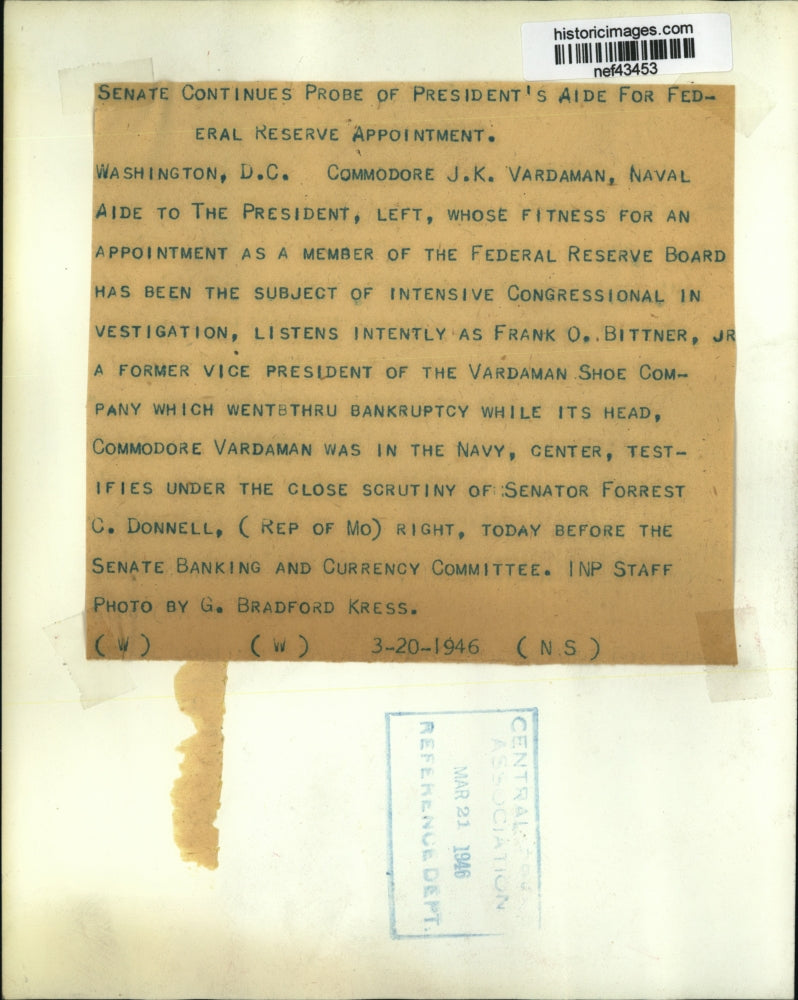 historicimages.com
nef43453
SENATE CONTINUES PROBE OF PRESIDENT'S AIDE FOR FED-
ERAL RESERVE APPOINTMENT.
WASHINGTON, D.C. COMMODORE J.K. VARDAMAN, NAVAL
AIDE TO THE PRESIDENT, LEFT, WHOSE FITNESS FOR AN
APPOINTMENT AS A MEMBER OF THE FEDERAL RESERVE BOARD
HAS BEEN THE SUBJECT OF INTENSIVE CONGRESSIONAL IN
VESTIGATION, LISTENS INTENTLY AS FRANK O. BITTNER, JR
A FORMER VICE PRESIDENT OF THE VARDAMAN SHOE COM-
PANY WHICH WENTBTHRU BANKRUPTCY WHILE ITS HEAD,
COMMODORE VARDAMAN WAS IN THE NAVY, CENTER, TEST-
IFIES UNDER THE CLOSE SCRUTINY OF SENATOR FORREST
C. DONNELL, ( REP OF MO) RIGHT, TODAY BEFORE THE
SENATE BANKING AND CURRENCY COMMITTEE. INP STAFF
PHOTO BY G. BRADFORD KRESS.
( W ) ( W ) 3-20-1946 ( N S )
CENTRAL
ASSOCIATION
MAR 21 1946
REFERENCE DEPT.